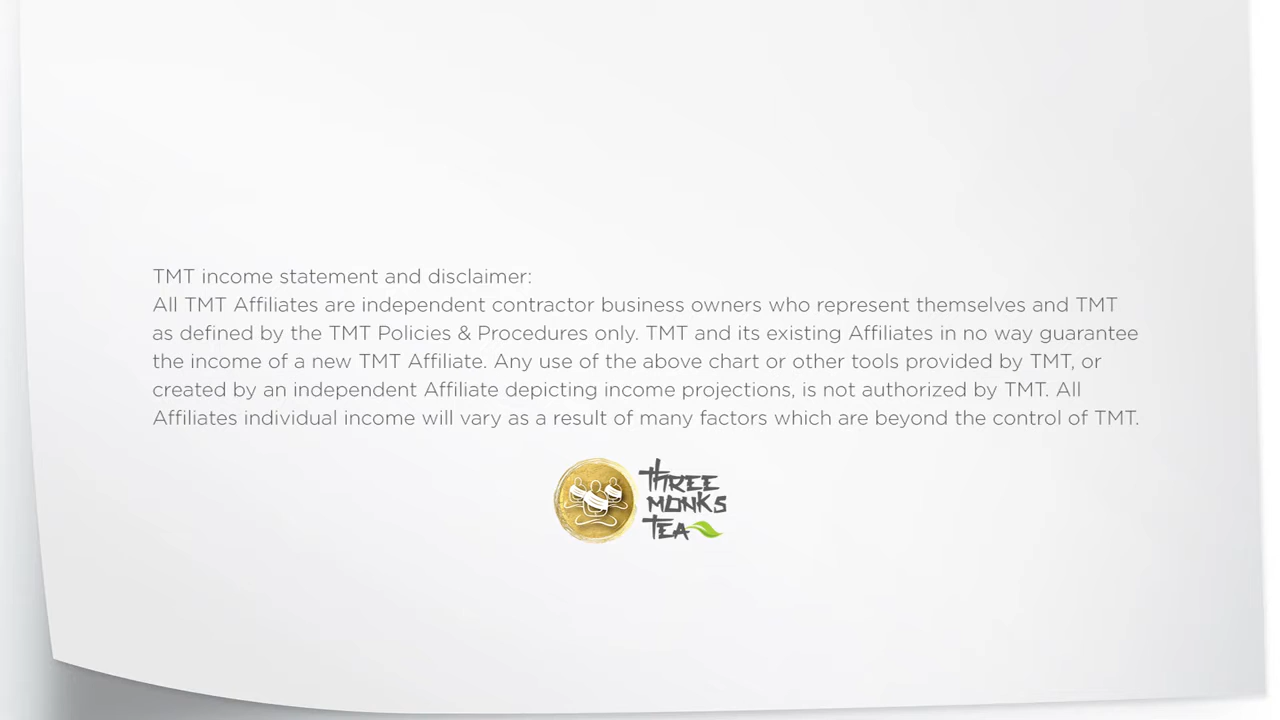 TMT income statement and disclaimer:
All TMT Affiliates are independent contractor business owners who represent themselves and TMT
as defined by the TMT Policies & Procedures only. TMT and its existing Affiliates in no way guarantee
the income of a new TMT Affiliate. Any use of the above chart or other tools provided by TMT, or
created by an independent Affiliate depicting income projections, is not authorized by TMT. All
Affiliates individual income will vary as a result of many factors which are beyond the control of TMT.
THREE
MONKS
TEA